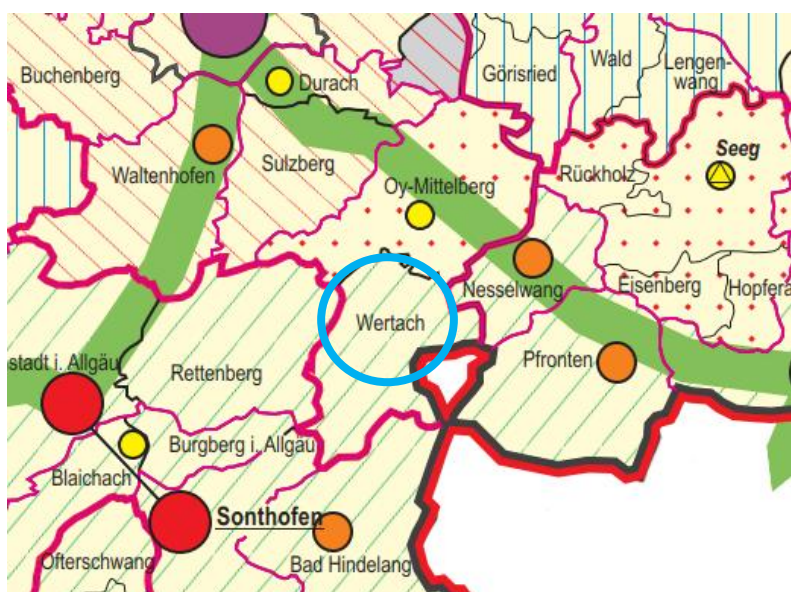 Buchenberg
Durach
Görisried
Wald
Lengen-
wang
Waltenhofen
Sulzberg
Oy-Mittelberg
Rückholz
Seeg
Nesselwang
Eisenberg
Hopfera
Wertach
stadt i. Allgäu
Rettenberg
Pfronten
Burgberg i. Allgäu
Blaichach
Sonthofen
Ofterschwang
Bad Hindelang